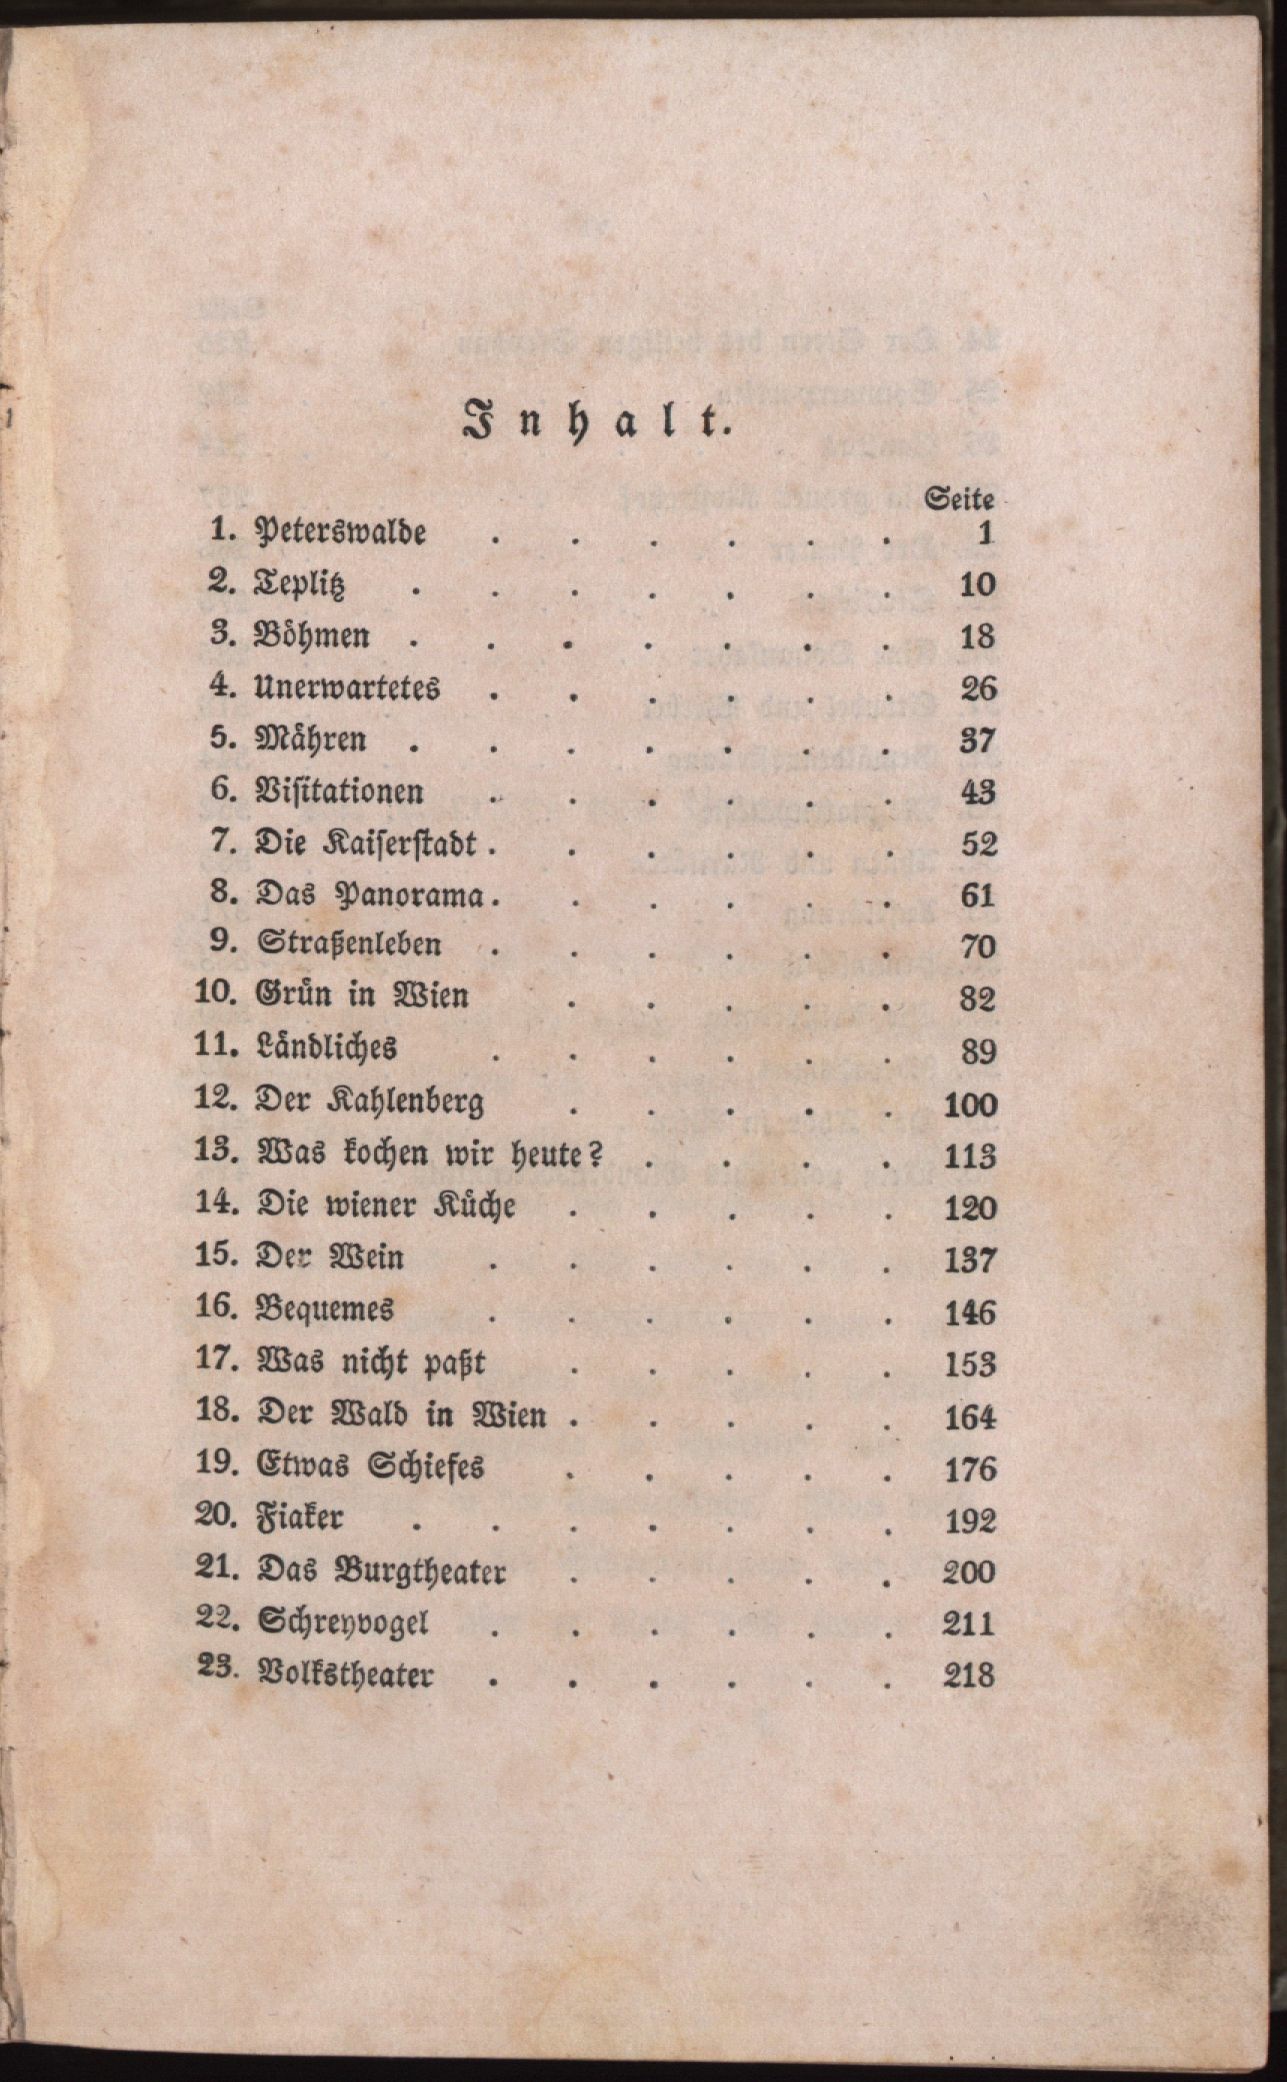 Inhalt.
Seite
1. Peterswalde . . . . . . 1
2. Teplitz . . . . . . . 10
3. Böhmen . . . . . . . 18
4. Unerwartetes . . . . . . 26
5. Mähren . . . . . . . 37
6. Visitationen . . . . . . 43
7. Die Kaiserstadt . . . . . . 52
8. Das Panorama . . . . . . 61
9. Straßenleben . . . . . . 70
10. Grün in Wien . . . . . 82
11. Ländliches . . . . . . 89
12. Der Kahlenberg . . . . . 100
13. Was kochen wir heute? . . . . 113
14. Die wiener Küche . . . . . 120
15. Der Wein . . . . . . 137
16. Bequemes . . . . . . 146
17. Was nicht paßt . . . . . 153
18. Der Wald in Wien . . . . . 164
19. Etwas Schiefes . . . . . 176
20. Fiaker . . . . . . . 192
21. Das Burgtheater . . . . . 200
22. Schreyvogel . . . . . . 211
23. Volkstheater . . . . . . 218